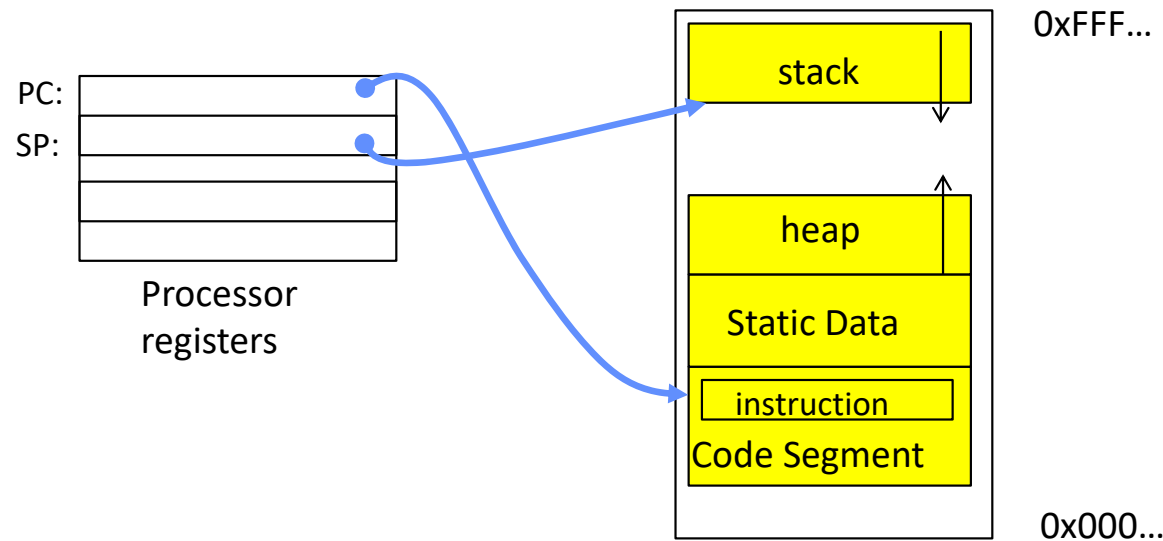 PC:
SP:
Processor
registers
0xFFF…
stack
heap
Static Data
instruction
Code Segment
0x000…